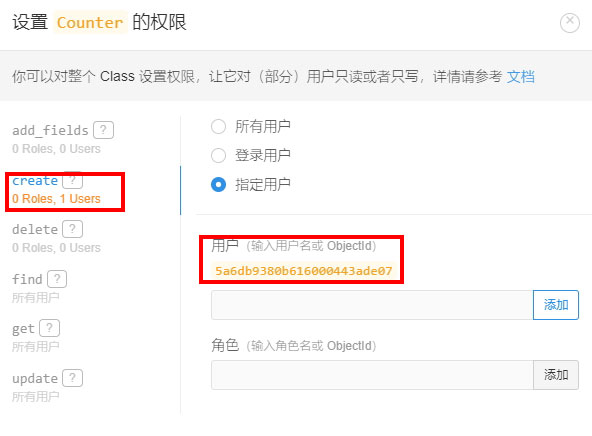 设置 Counter 的权限
你可以对整个 Class 设置权限，让它对（部分）用户只读或者只写，详情请参考 文档
add_fields ?
0 Roles, 0 Users
create ?
0 Roles, 1 Users
delete ?
0 Roles, 0 Users
find ?
所有用户
get ?
所有用户
update ?
所有用户
所有用户
登录用户
指定用户
用户（输入用户名或 ObjectId）
5a6db9380b616000443ade07
添加
角色（输入角色名或 ObjectId）
添加